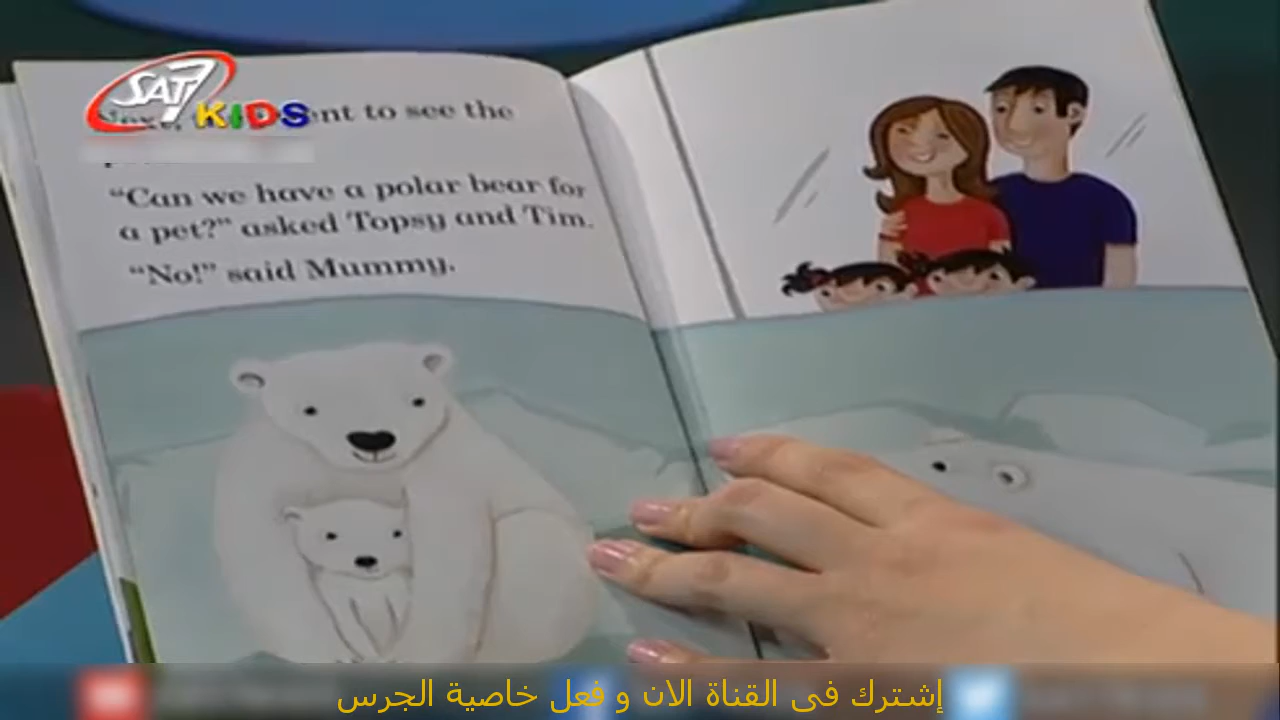 SAT7
KIDS
ent to see the
“Can we have a polar bear for
a pet?” asked Topsy and Tim.
“No!” said Mummy.
إشترك فى القناة الان و فعل خاصية الجرس